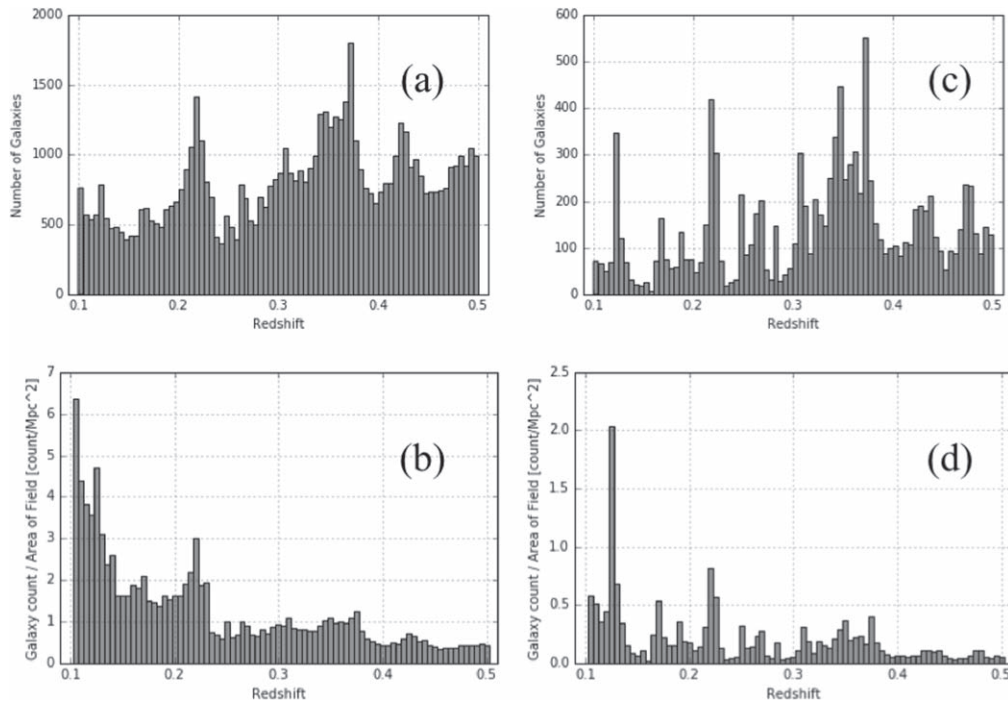 2000
1500
1000
500
0
Number of Galaxies
(a)
0.1 0.2 0.3 0.4 0.5
Redshift
600
500
400
300
200
100
0
Number of Galaxies
(c)
0.1 0.2 0.3 0.4 0.5
Redshift
7
6
5
4
3
2
1
0
Galaxy count / Area of Field [count/Mpc^2]
(b)
0.1 0.2 0.3 0.4 0.5
Redshift
2.5
2.0
1.5
1.0
0.5
0.0
Galaxy count / Area of Field [count/Mpc^2]
(d)
0.1 0.2 0.3 0.4 0.5
Redshift